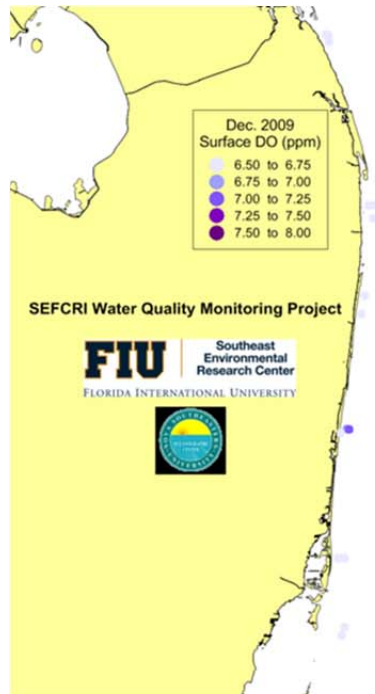 Dec. 2009
Surface DO (ppm)
6.50 to 6.75
6.75 to 7.00
7.00 to 7.25
7.25 to 7.50
7.50 to 8.00
SEFCRI Water Quality Monitoring Project
FIU
Southeast
Environmental
Research Center
FLORIDA INTERNATIONAL UNIVERSITY